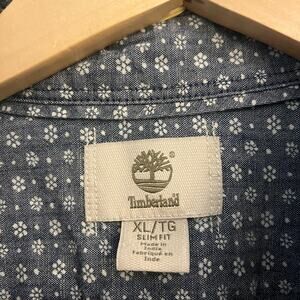 ®
Timberland
XL/TG
SLIM FIT
Made in
India
Fabriqué en
Inde